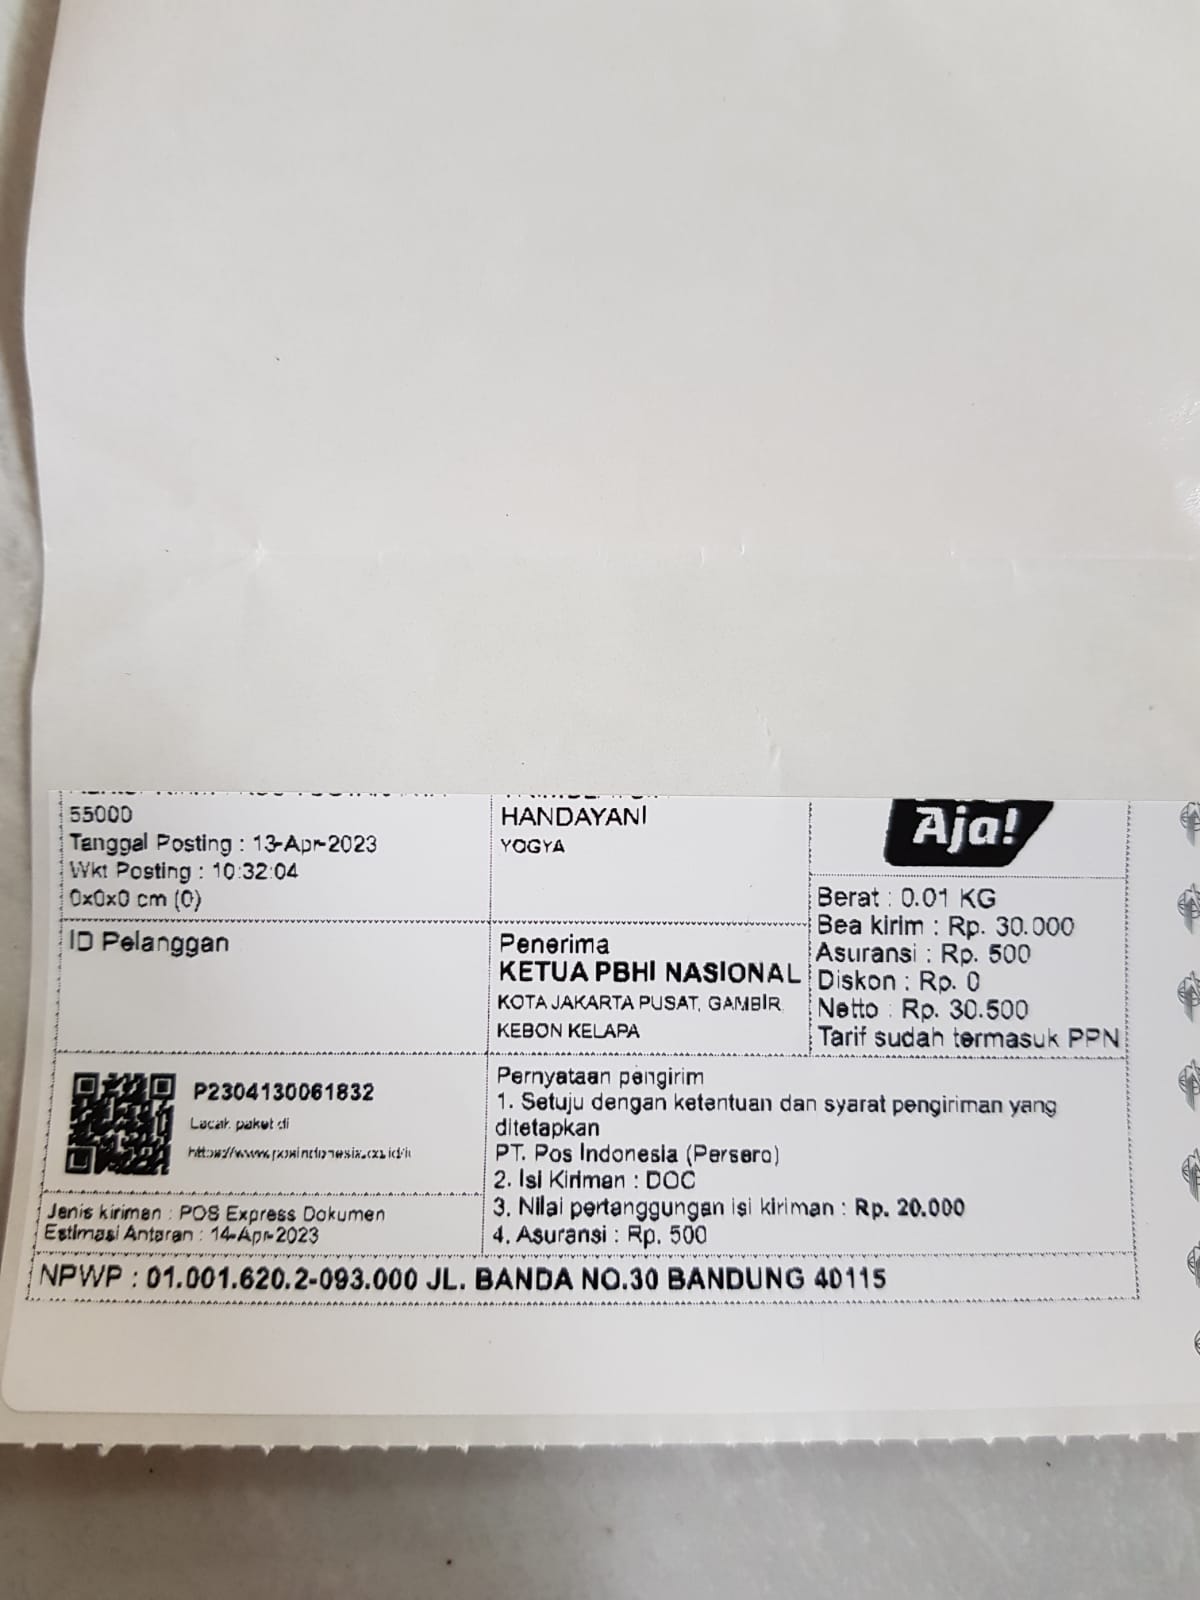 55000
Tanggal Posting : 13-Apr-2023
Wkt Posting : 10:32:04
0x0x0 cm (0)
HANDAYANI
YOGYA
Aja!
Berat : 0.01 KG
Bea kirim : Rp. 30.000
Asuransi : Rp. 500
Diskon : Rp. 0
Netto : Rp. 30.500
Tarif sudah termasuk PPN
ID Pelanggan
Penerima
KETUA PBHI NASIONAL
KOTA JAKARTA PUSAT, GAMBIR
KEBON KELAPA
P2304130061832
Lacak paket di
Pernyataan pengirim
1. Setuju dengan ketentuan dan syarat pengiriman yang
ditetapkan
PT. Pos Indonesia (Persero)
2. Isi Kiriman : DOC
3. Nilai pertanggungan isi kiriman : Rp. 20.000
4. Asuransi : Rp. 500
Jenis kiriman : POS Express Dokumen
Estimasi Antaran : 14-Apr-2023
NPWP : 01.001.620.2-093.000 JL. BANDA NO.30 BANDUNG 40115